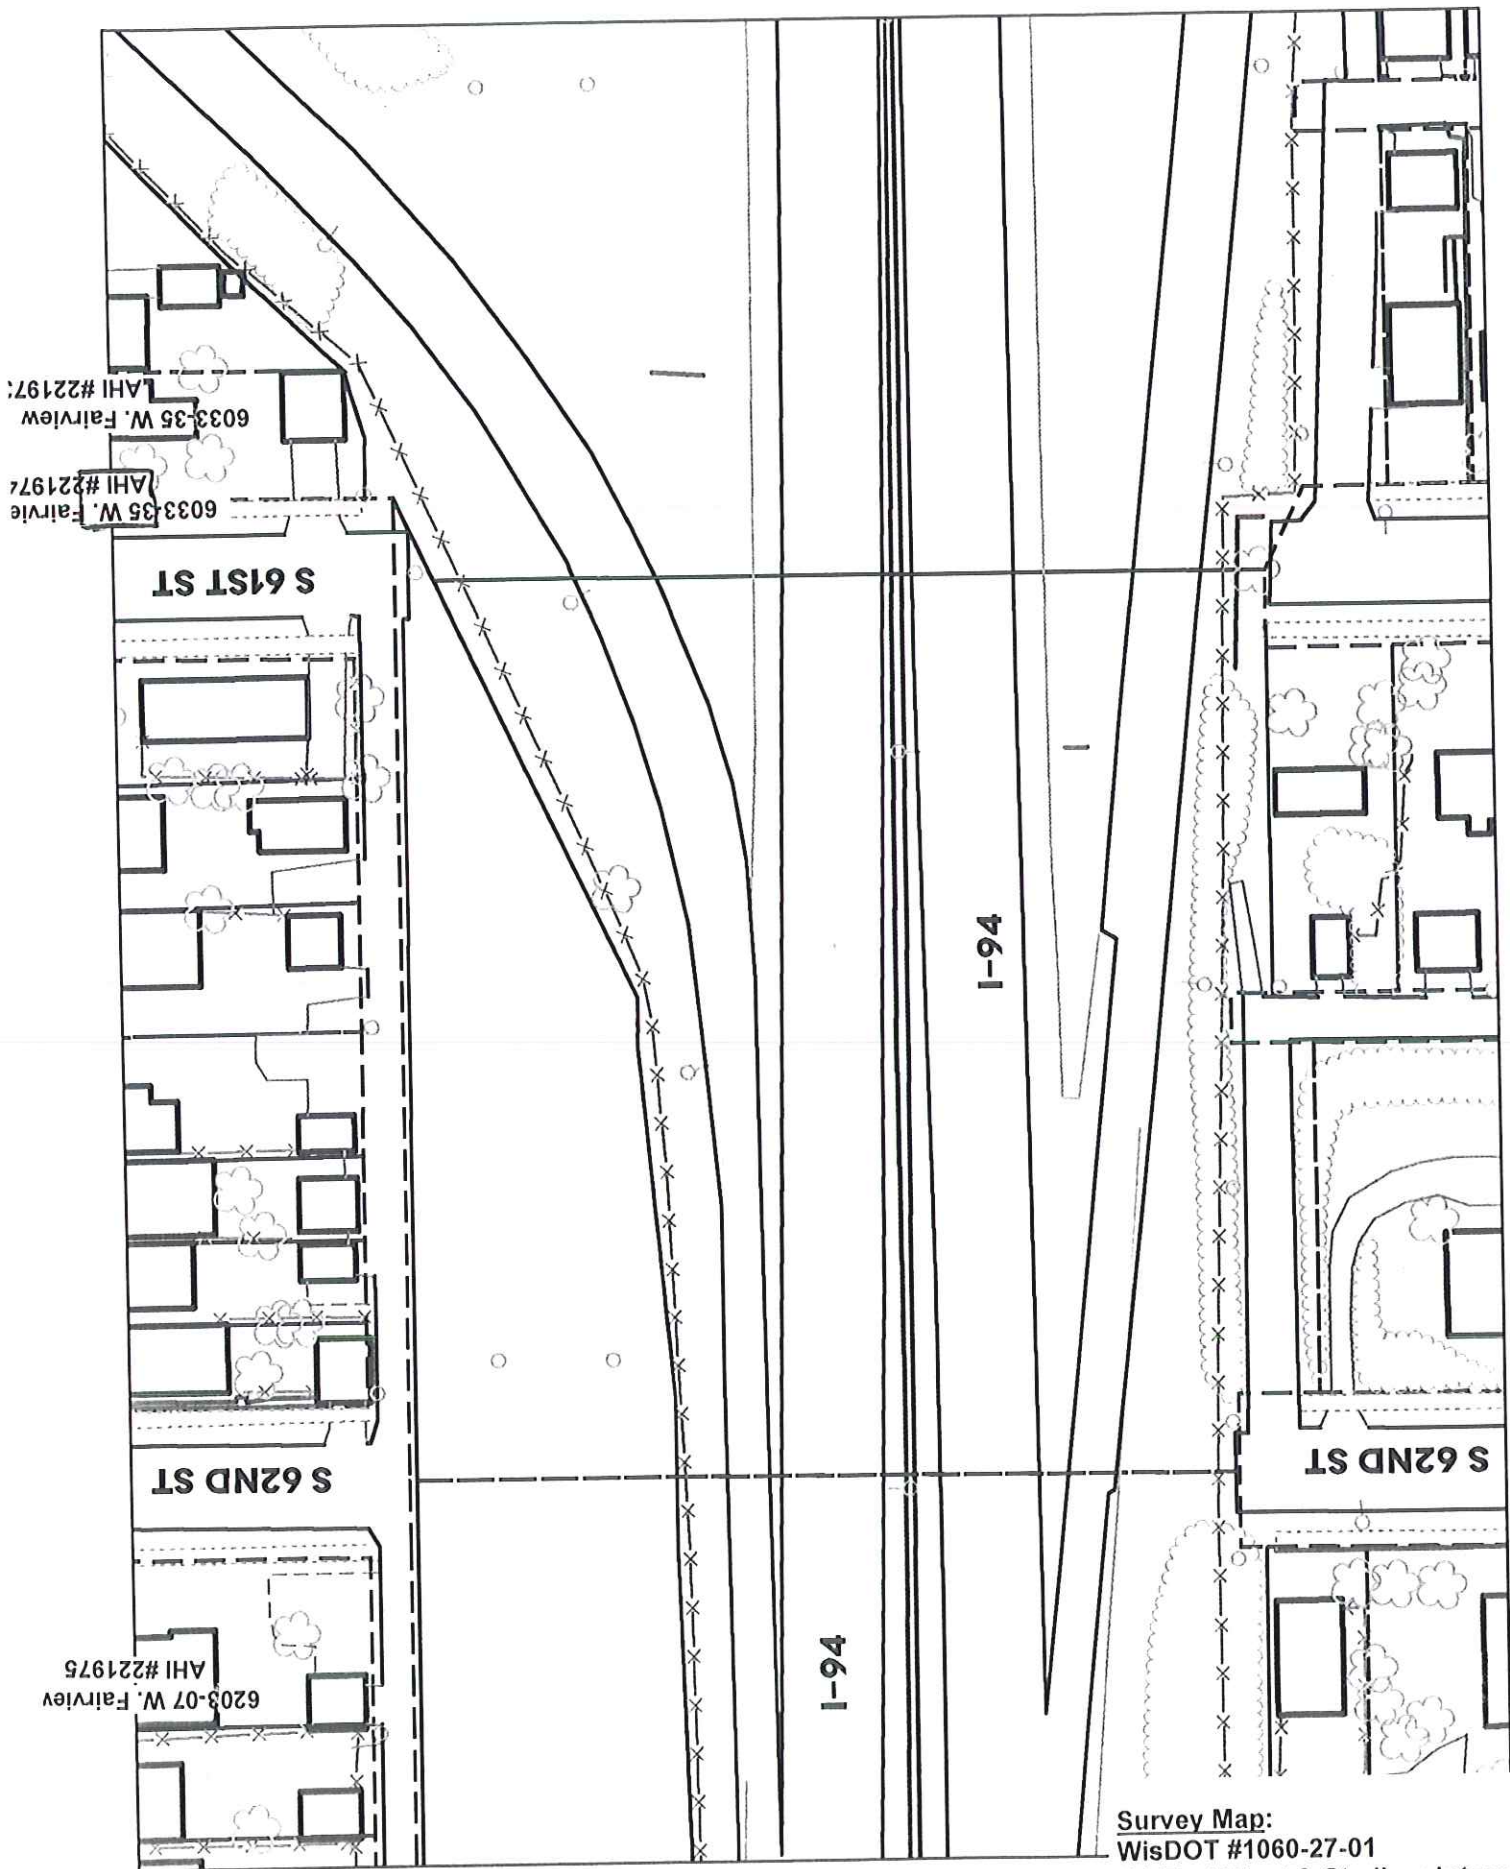 6033-35 W. Fairview
AHI #22197
6033-35 W. Fairvie
AHI #221974
S 61ST ST
I-94
S 62ND ST
S 62ND ST
6203-07 W. Fairview
AHI #221975
I-94
Survey Map:
WisDOT #1060-27-01